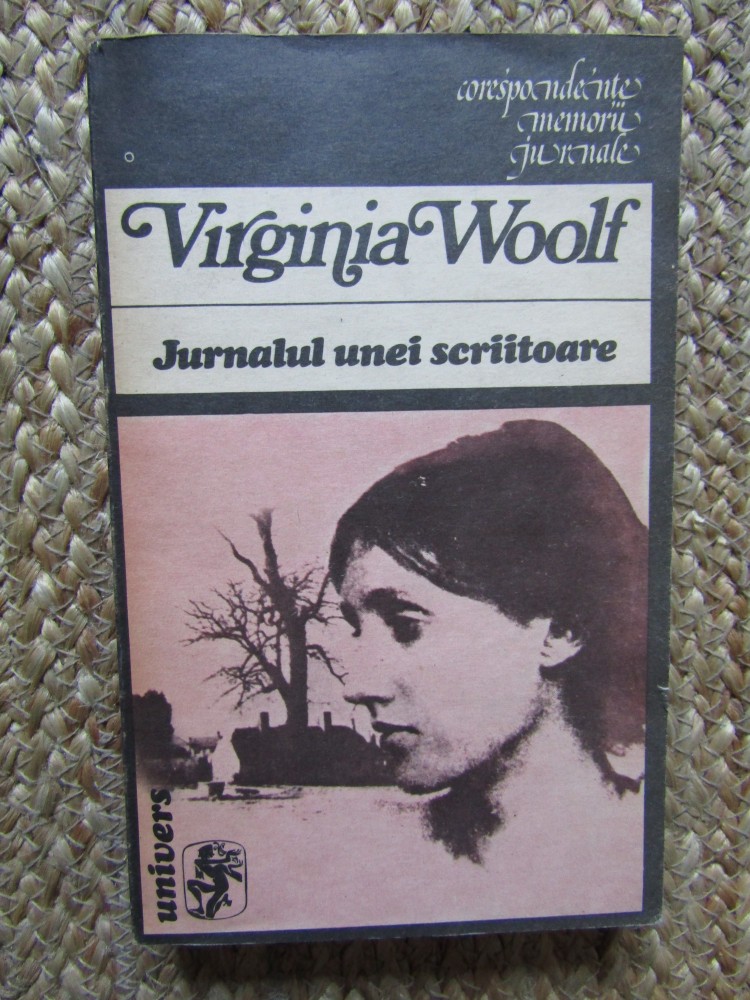 corespondențe
memorii
jurnale
Virginia Woolf
Jurnalul unei scriitoare
univers